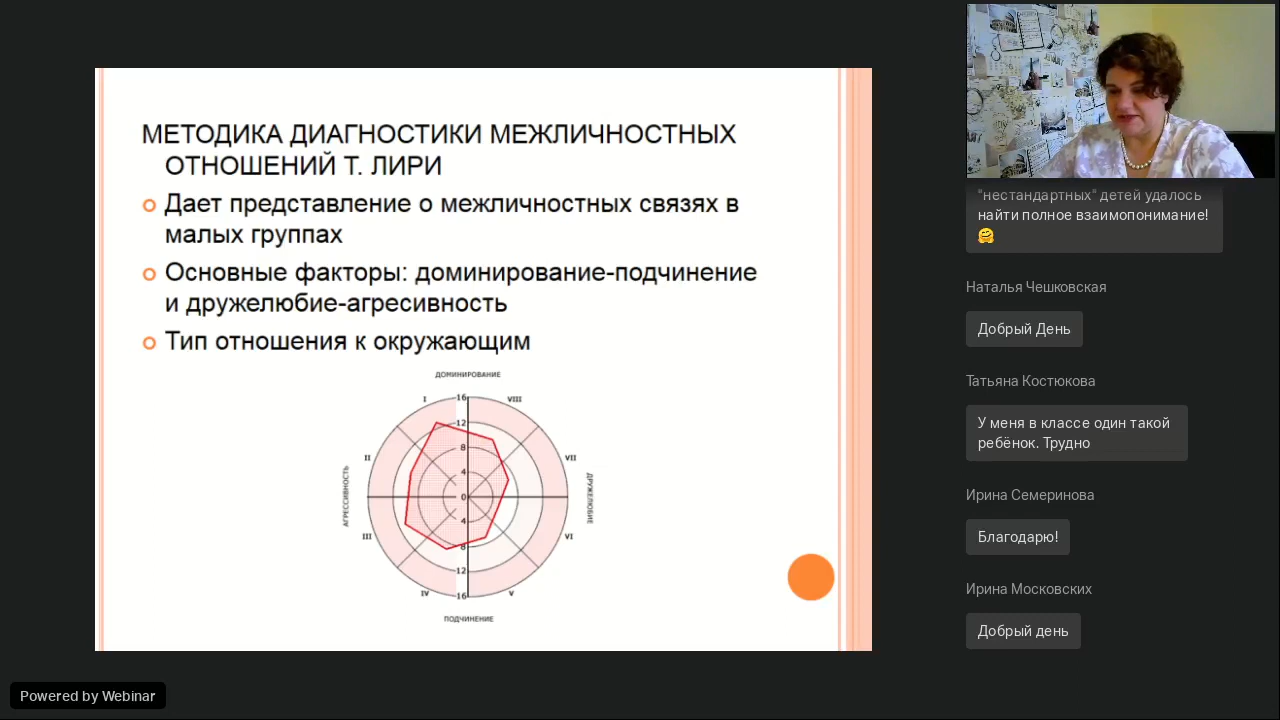 МЕТОДИКА ДИАГНОСТИКИ МЕЖЛИЧНОСТНЫХ
ОТНОШЕНИЙ Т. ЛИРИ
Дает представление о межличностных связях в
малых группах
Основные факторы: доминирование-подчинение
и дружелюбие-агресивность
Тип отношения к окружающим
ДОМИНИРОВАНИЕ
I
16
VIII
12
II
8
VII
4
АГРЕССИВНОСТЬ
0
ДРУЖЕЛЮБИЕ
4
III
VI
8
12
IV
16
V
ПОДЧИНЕНИЕ
"нестандартных" детей удалось
найти полное взаимопонимание!
🤗
Наталья Чешковская
Добрый День
Татьяна Костюкова
У меня в классе один такой
ребёнок. Трудно
Ирина Семеринова
Благодарю!
Ирина Московских
Добрый день
Powered by Webinar